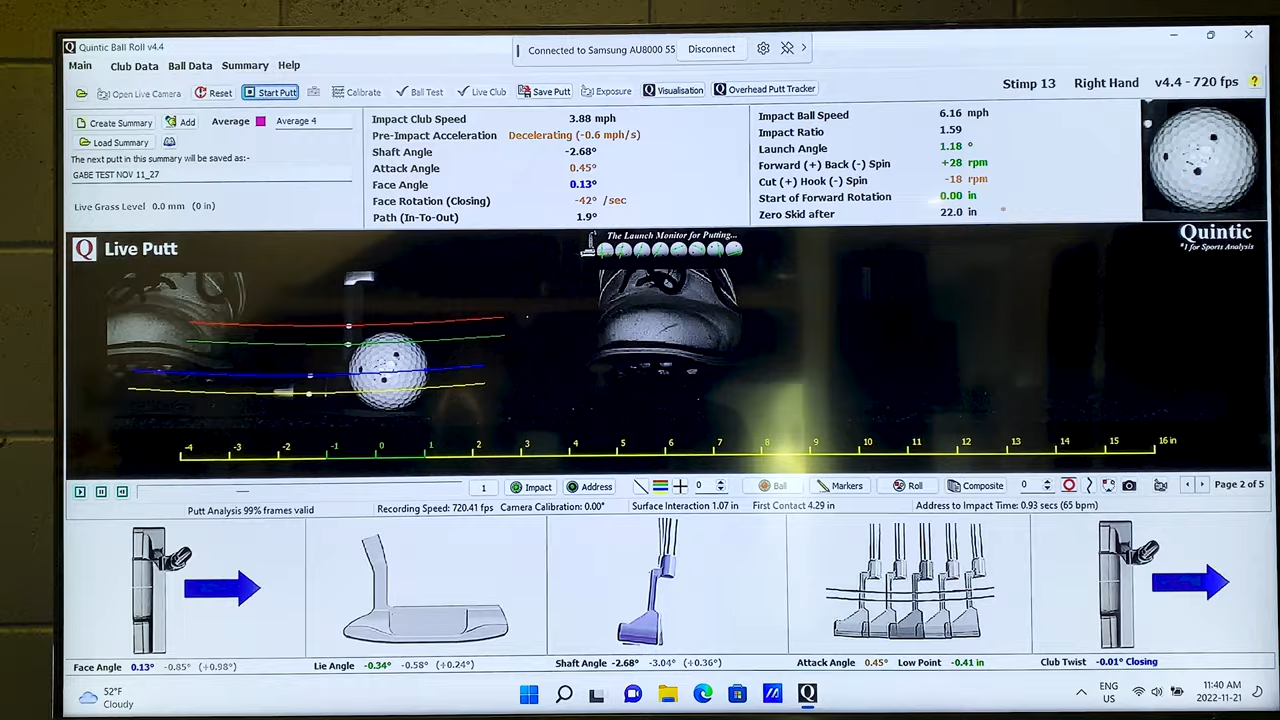 Quintic Ball Roll v4.4
Connected to Samsung AU8000 55 Disconnect
Main Club Data Ball Data Summary Help
Open Live Camera Reset Start Putt Calibrate Ball Test Live Club Save Putt Exposure Visualisation Overhead Putt Tracker Stimp 13 Right Hand v4.4 - 720 fps ?
Create Summary Add Average Average 4
Load Summary
The next putt in this summary will be saved as:-
GABE TEST NOV 11_27
Live Grass Level 0.0 mm (0 in)
Impact Club Speed 3.88 mph
Pre-Impact Acceleration Decelerating (-0.6 mph/s)
Shaft Angle -2.68°
Attack Angle 0.45°
Face Angle 0.13°
Face Rotation (Closing) -42° /sec
Path (In-To-Out) 1.9°
Impact Ball Speed 6.16 mph
Impact Ratio 1.59
Launch Angle 1.18 °
Forward (+) Back (-) Spin +28 rpm
Cut (+) Hook (-) Spin -18 rpm
Start of Forward Rotation 0.00 in
Zero Skid after 22.0 in
Q Live Putt
The Launch Monitor for Putting...
Quintic
#1 for Sports Analysis
-4 -3 -2 -1 0 1 2 3 4 5 6 7 8 9 10 11 12 13 14 15 16 in
1 Impact Address 0 Ball Markers Roll Composite 0 Page 2 of 5
Putt Analysis 99% frames valid Recording Speed: 720.41 fps Camera Calibration: 0.00° Surface Interaction 1.07 in First Contact 4.29 in Address to Impact Time: 0.93 secs (65 bpm)
Face Angle 0.13° -0.85° (+0.98°) Lie Angle -0.34° -0.58° (+0.24°) Shaft Angle -2.68° -3.04° (+0.36°) Attack Angle 0.45° Low Point -0.41 in Club Twist -0.01° Closing
52°F
Cloudy
ENG
US
11:40 AM
2022-11-21